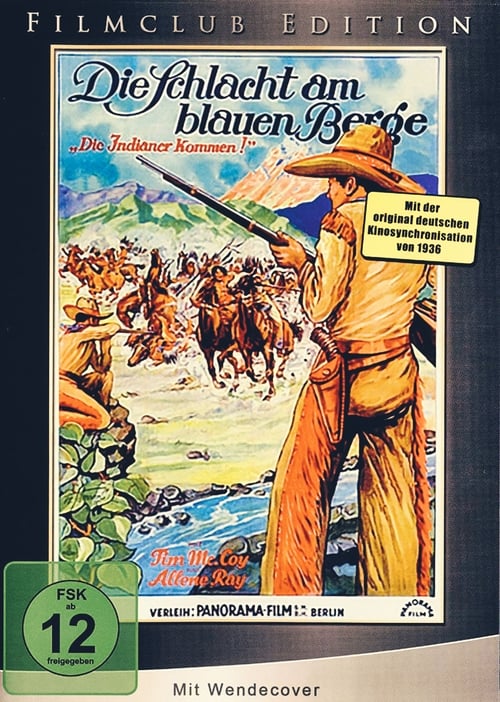 FILMCLUB EDITION
Die Schlacht am
blauen Berge
„Die Indianer Kommen!"
Mit der
original deutschen
Kinosynchronisation
von 1936
mit
Tim Mc. Coy
Allene Ray
VERLEIH: PANORAMA-FILM G.M.B.H. BERLIN
PANORAMA
FILM
FSK
ab
12
freigegeben
Mit Wendecover